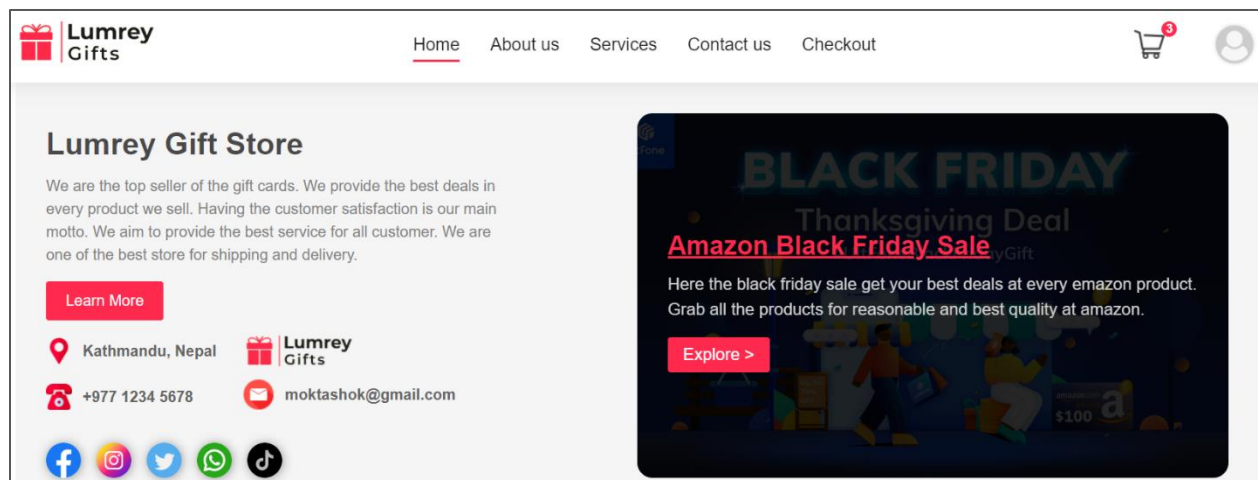 Lumrey
Gifts
Home About us Services Contact us Checkout
3
Lumrey Gift Store
We are the top seller of the gift cards. We provide the best deals in
every product we sell. Having the customer satisfaction is our main
motto. We aim to provide the best service for all customer. We are
one of the best store for shipping and delivery.
Learn More
Kathmandu, Nepal
Lumrey
Gifts
+977 1234 5678
moktashok@gmail.com
BLACK FRIDAY
Thanksgiving Deal
Amazon Black Friday Sale
Here the black friday sale get your best deals at every emazon product.
Grab all the products for reasonable and best quality at amazon.
Explore >
amazon
$100
a